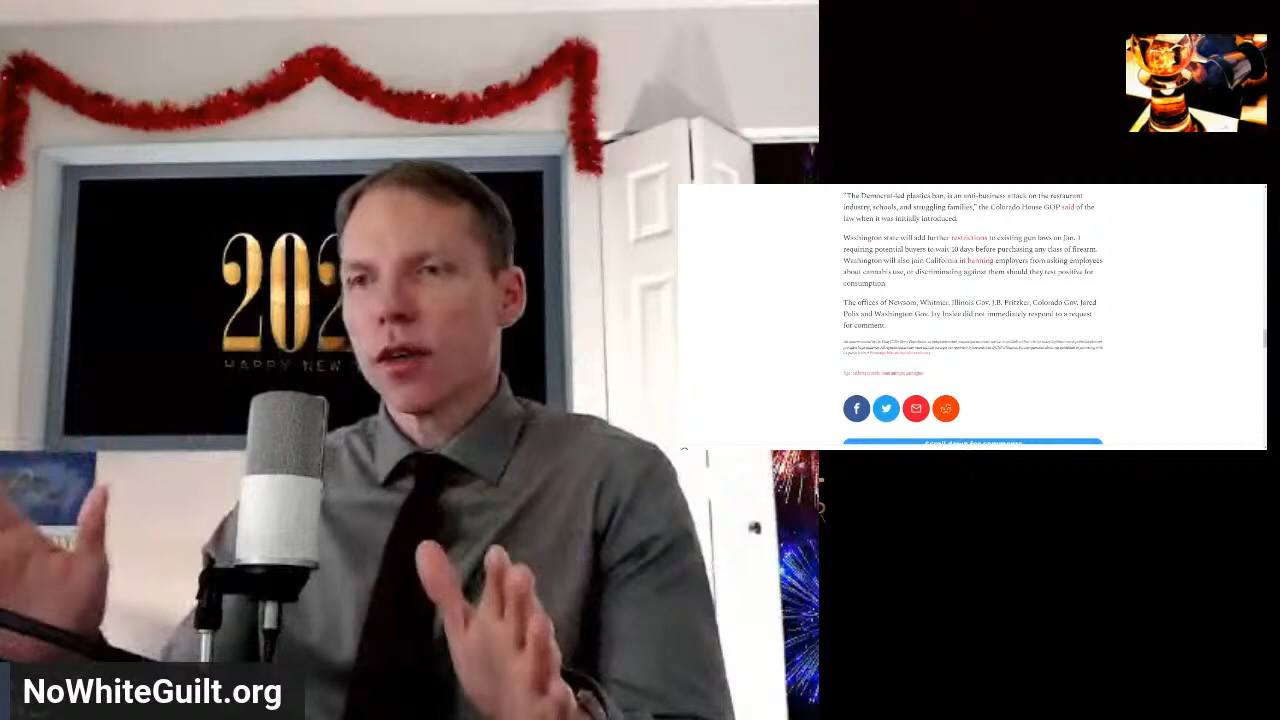 202
HAPPY NEW
"The Democrat-led plastics ban, is an anti-business attack on the restaurant
industry, schools, and struggling families," the Colorado House GOP said of the
law when it was initially introduced.
Washington state will add further restrictions to existing gun laws on Jan. 1
requiring potential buyers to wait 10 days before purchasing any class of firearm.
Washington will also join California in banning employers from asking employees
about cannabis use, or discriminating against them should they test positive for
consumption.
The offices of Newsom, Whitmer, Illinois Gov. J.B. Pritzker, Colorado Gov. Jared
Polis and Washington Gov. Jay Inslee did not immediately respond to a request
for comment.
Scroll down for comments
NoWhiteGuilt.org